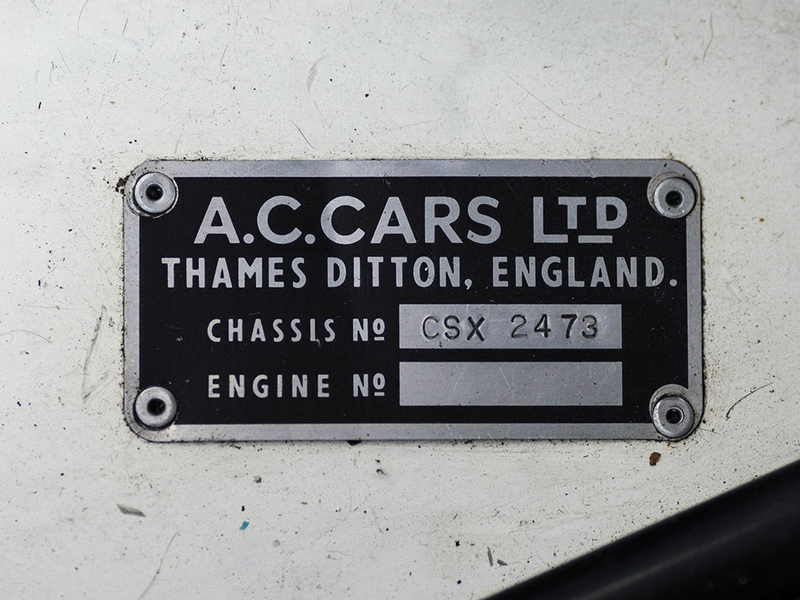 A.C.CARS LTD
THAMES DITTON, ENGLAND.
CHASSIS Nº CSX 2473
ENGINE Nº